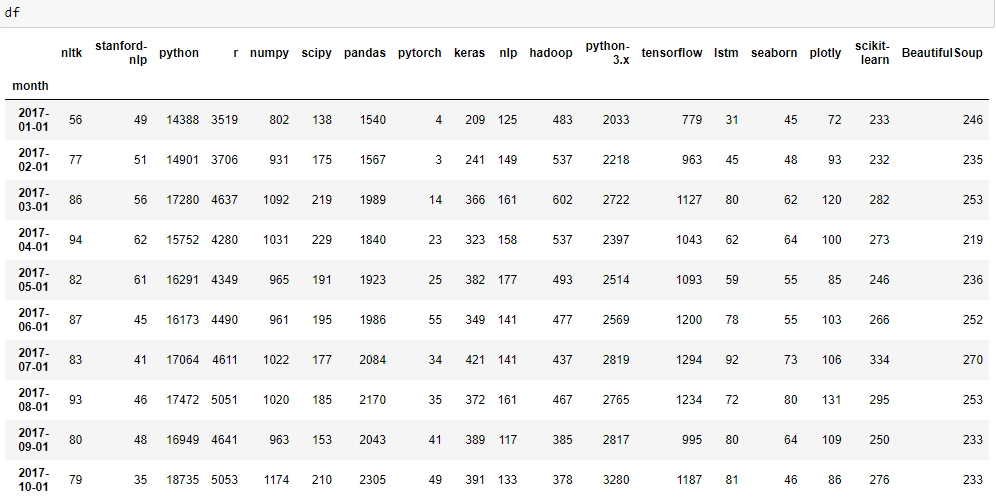 df
nltk stanford-nlp python r numpy scipy pandas pytorch keras nlp hadoop python-3.x tensorflow lstm seaborn plotly scikit-learn BeautifulSoup
month
2017-01-01 56 49 14388 3519 802 138 1540 4 209 125 483 2033 779 31 45 72 233 246
2017-02-01 77 51 14901 3706 931 175 1567 3 241 149 537 2218 963 45 48 93 232 235
2017-03-01 86 56 17280 4637 1092 219 1989 14 366 161 602 2722 1127 80 62 120 282 253
2017-04-01 94 62 15752 4280 1031 229 1840 23 323 158 537 2397 1043 62 64 100 273 219
2017-05-01 82 61 16291 4349 965 191 1923 25 382 177 493 2514 1093 59 55 85 246 236
2017-06-01 87 45 16173 4490 961 195 1986 55 349 141 477 2569 1200 78 55 103 266 252
2017-07-01 83 41 17064 4611 1022 177 2084 34 421 141 437 2819 1294 92 73 106 334 270
2017-08-01 93 46 17472 5051 1020 185 2170 35 372 161 467 2765 1234 72 80 131 295 253
2017-09-01 80 48 16949 4641 963 153 2043 41 389 117 385 2817 995 80 64 109 250 233
2017-10-01 79 35 18735 5053 1174 210 2305 49 391 133 378 3280 1187 81 46 86 276 233